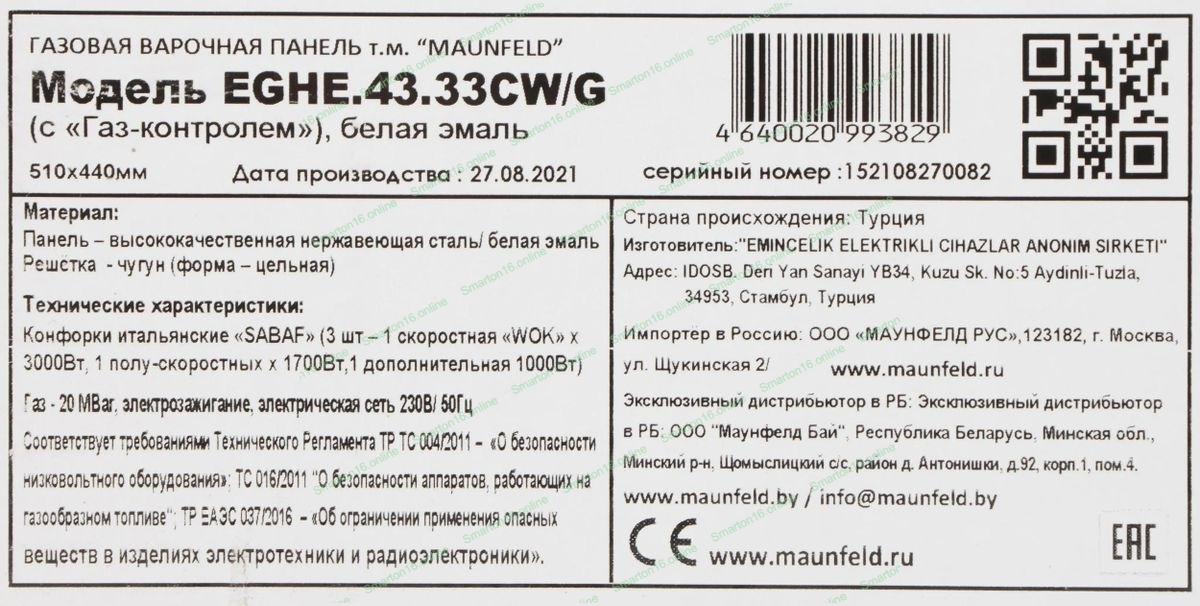 ГАЗОВАЯ ВАРОЧНАЯ ПАНЕЛЬ т.м. "MAUNFELD"
Модель EGHE.43.33CW/G
(с «Газ-контролем»), белая эмаль
510х440мм Дата производства : 27.08.2021
4 640020 993829
серийный номер :152108270082
Материал:
Панель – высококачественная нержавеющая сталь/ белая эмаль
Решётка - чугун (форма – цельная)
Технические характеристики:
Конфорки итальянские «SABAF» (3 шт – 1 скоростная «WOK» х
3000Вт, 1 полу-скоростных х 1700Вт,1 дополнительная 1000Вт)
Газ - 20 MBar, электрозажигание, электрическая сеть 230В/ 50Гц
Соответствует требованиями Технического Регламента ТР ТС 004/2011 – «О безопасности
низковольтного оборудования»; ТС 016/2011 "О безопасности аппаратов, работающих на
газообразном топливе"; ТР ЕАЭС 037/2016 – «Об ограничении применения опасных
веществ в изделиях электротехники и радиоэлектроники».
Страна происхождения: Турция
Изготовитель:"EMINCELIK ELEKTRIKLI CIHAZLAR ANONIM SIRKETI"
Адрес: IDOSB. Deri Yan Sanayi YB34, Kuzu Sk. No:5 Aydinli-Tuzla,
34953, Стамбул, Турция
Импортёр в Россию: ООО «МАУНФЕЛД РУС»,123182, г. Москва,
ул. Щукинская 2/ www.maunfeld.ru
Эксклюзивный дистрибьютор в РБ: Эксклюзивный дистрибьютор
в РБ: ООО "Маунфелд Бай", Республика Беларусь, Минская обл.,
Минский р-н, Щомыслицкий с/с, район д. Антонишки, д.92, корп.1, пом.4.
www.maunfeld.by / info@maunfeld.by
CE www.maunfeld.ru
EAC
Smarton16.online